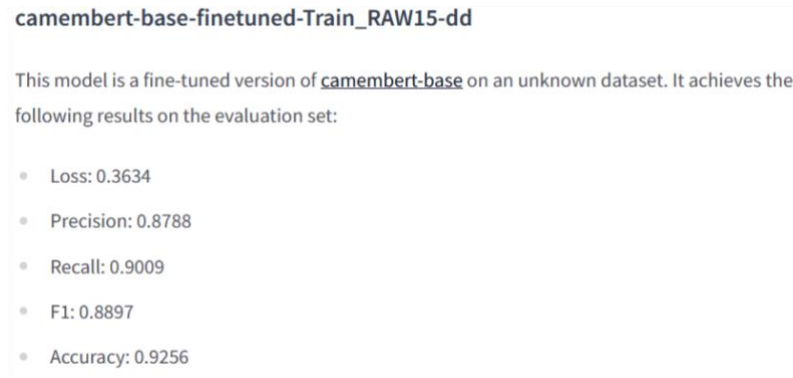 camembert-base-finetuned-Train_RAW15-dd
This model is a fine-tuned version of camembert-base on an unknown dataset. It achieves the
following results on the evaluation set:
Loss: 0.3634
Precision: 0.8788
Recall: 0.9009
F1: 0.8897
Accuracy: 0.9256